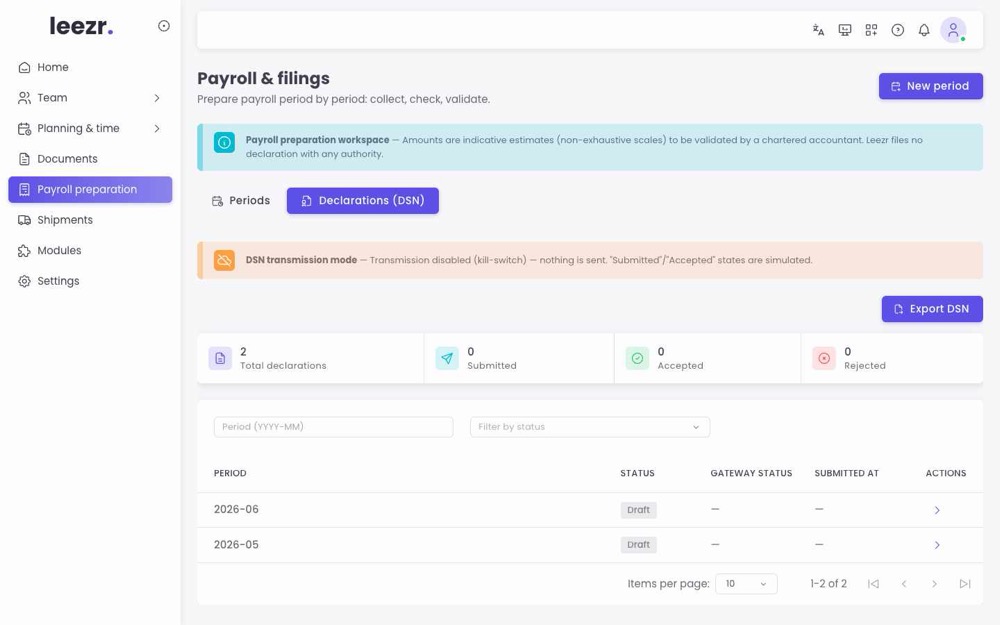 leezr.
Home
Team
Planning & time
Documents
Payroll preparation
Shipments
Modules
Settings
Payroll & filings
Prepare payroll period by period: collect, check, validate.
New period
Payroll preparation workspace — Amounts are indicative estimates (non-exhaustive scales) to be validated by a chartered accountant. Leezr files no
declaration with any authority.
Periods
Declarations (DSN)
DSN transmission mode — Transmission disabled (kill-switch) — nothing is sent. "Submitted"/"Accepted" states are simulated.
Export DSN
2
Total declarations
0
Submitted
0
Accepted
0
Rejected
Period (YYYY-MM)
Filter by status
PERIOD STATUS GATEWAY STATUS SUBMITTED AT ACTIONS
2026-06 Draft — —
2026-05 Draft — —
Items per page: 10 1-2 of 2